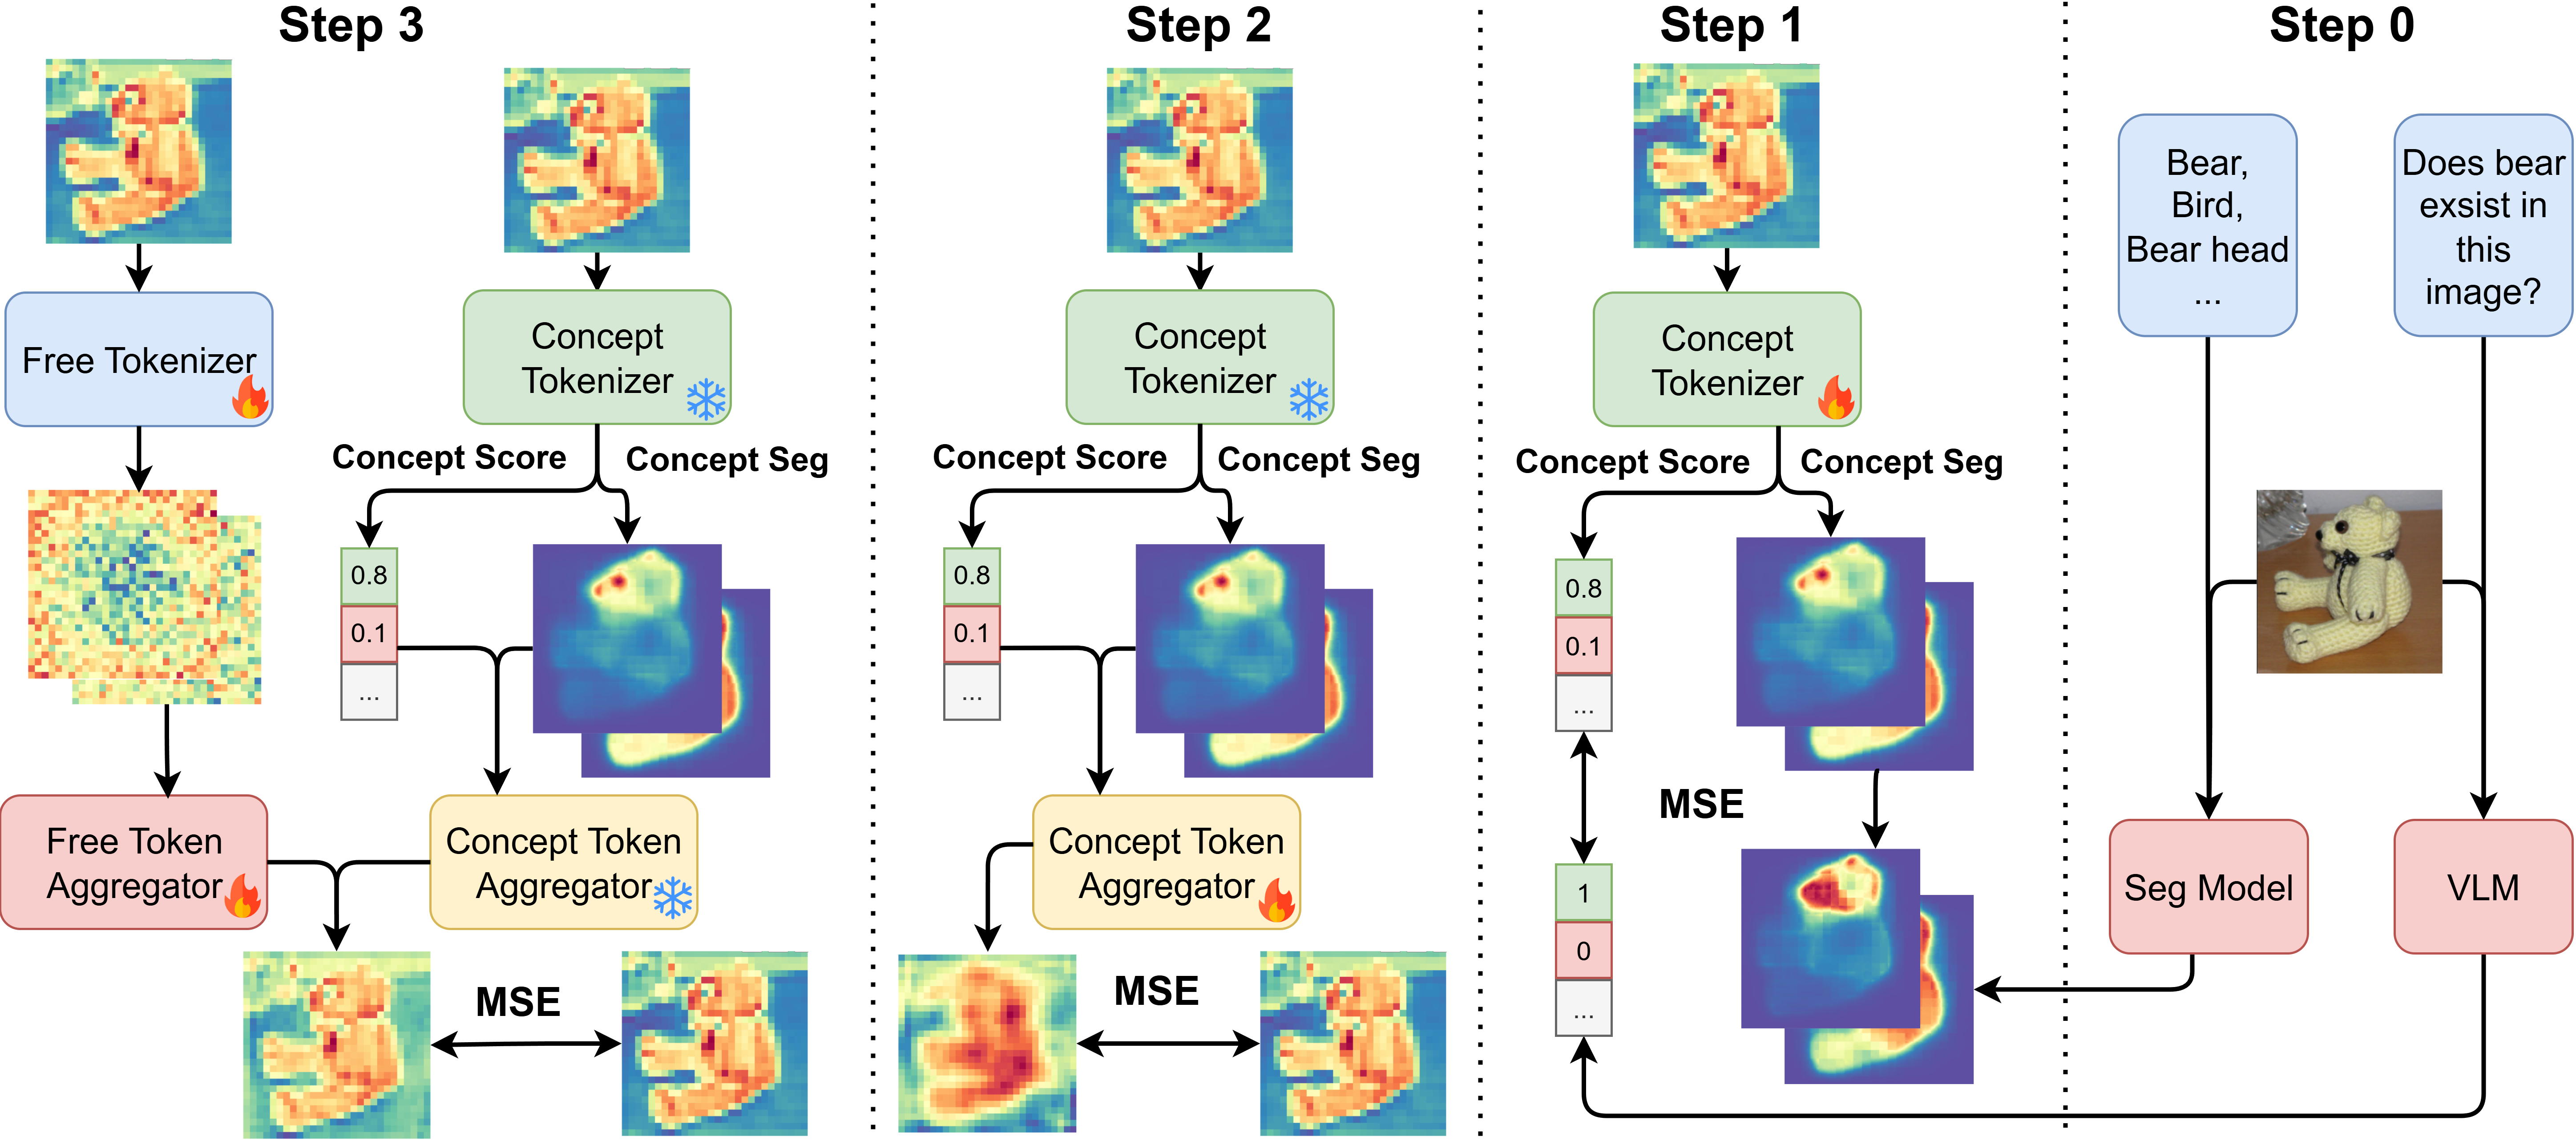 Step 3
Step 2
Step 1
Step 0
Free Tokenizer
Concept
Tokenizer
Concept Score
Concept Seg
0.8
0.1
...
Free Token
Aggregator
Concept Token
Aggregator
MSE
Concept
Tokenizer
Concept Score
Concept Seg
0.8
0.1
...
Concept Token
Aggregator
MSE
Concept
Tokenizer
Concept Score
Concept Seg
0.8
0.1
...
MSE
1
0
...
Bear,
Bird,
Bear head
...
Does bear
exsist in
this
image?
Seg Model
VLM